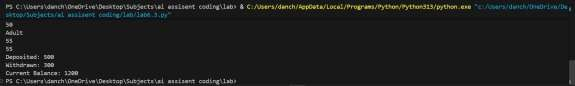 PS C:\Users\danch\OneDrive\Desktop\Subjects\ai assisent coding\lab> & C:/Users/danch/AppData/Local/Programs/Python/Python313/python.exe "c:/Users/danch/OneDrive/De
sktop/Subjects/ai assisent coding/lab/lab6.3.py"
50
Adult
55
55
Deposited: 500
Withdrawn: 300
Current Balance: 1200
PS C:\Users\danch\OneDrive\Desktop\Subjects\ai assisent coding\lab>